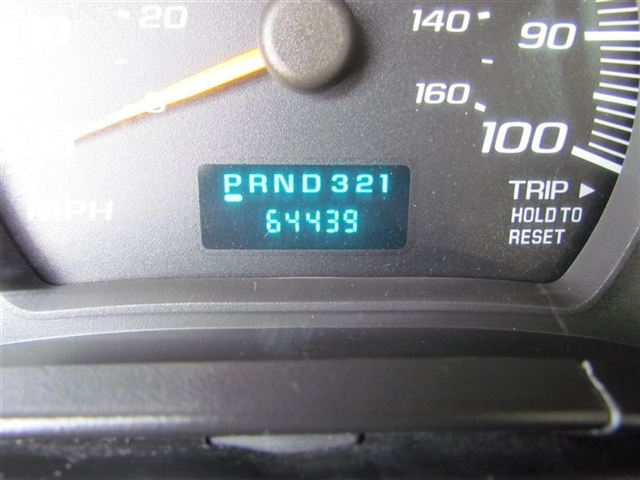 20
140
90
160
100
PRND321
64439
MPH
TRIP ►
HOLD TO
RESET